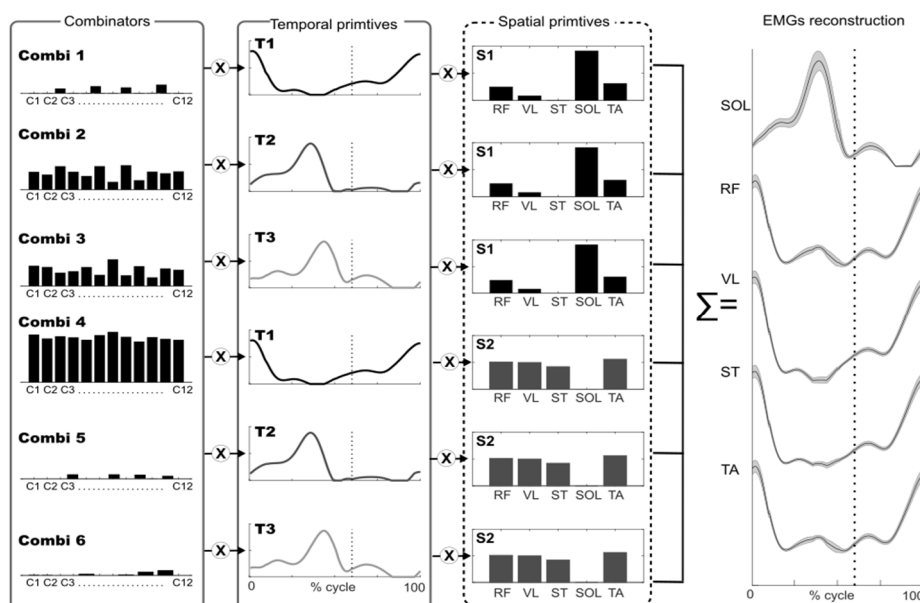 Combinators
Temporal primtives
Spatial primitives
EMGs reconstruction
Combi 1
C1 C2 C3 ..................... C12
X
T1
X
S1
RF VL ST SOL TA
Combi 2
C1 C2 C3 ..................... C12
X
T2
X
S1
RF VL ST SOL TA
Combi 3
C1 C2 C3 ..................... C12
X
T3
X
S1
RF VL ST SOL TA
Combi 4
C1 C2 C3 ..................... C12
X
T1
X
S2
RF VL ST SOL TA
Combi 5
C1 C2 C3 ..................... C12
X
T2
X
S2
RF VL ST SOL TA
Combi 6
C1 C2 C3 ..................... C12
X
T3
0 % cycle 100
X
S2
RF VL ST SOL TA
∑=
SOL
RF
VL
ST
TA
0 % cycle 100